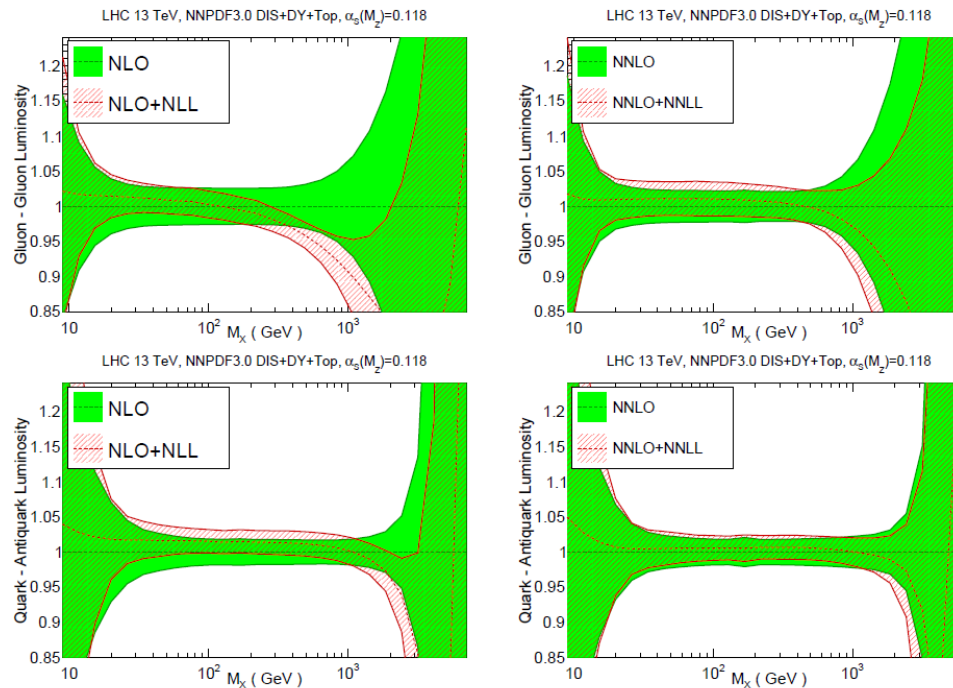 LHC 13 TeV, NNPDF3.0 DIS+DY+Top, αs(Mz)=0.118
Gluon - Gluon Luminosity
1.2
1.15
1.1
1.05
1
0.95
0.9
0.85
NLO
NLO+NLL
10
10²
10³
M_X ( GeV )
LHC 13 TeV, NNPDF3.0 DIS+DY+Top, αs(Mz)=0.118
Gluon - Gluon Luminosity
1.2
1.15
1.1
1.05
1
0.95
0.9
0.85
NNLO
NNLO+NNLL
10
10²
10³
M_X ( GeV )
LHC 13 TeV, NNPDF3.0 DIS+DY+Top, αs(Mz)=0.118
Quark - Antiquark Luminosity
1.2
1.15
1.1
1.05
1
0.95
0.9
0.85
NLO
NLO+NLL
10
10²
10³
M_X ( GeV )
LHC 13 TeV, NNPDF3.0 DIS+DY+Top, αs(Mz)=0.118
Quark - Antiquark Luminosity
1.2
1.15
1.1
1.05
1
0.95
0.9
0.85
NNLO
NNLO+NNLL
10
10²
10³
M_X ( GeV )